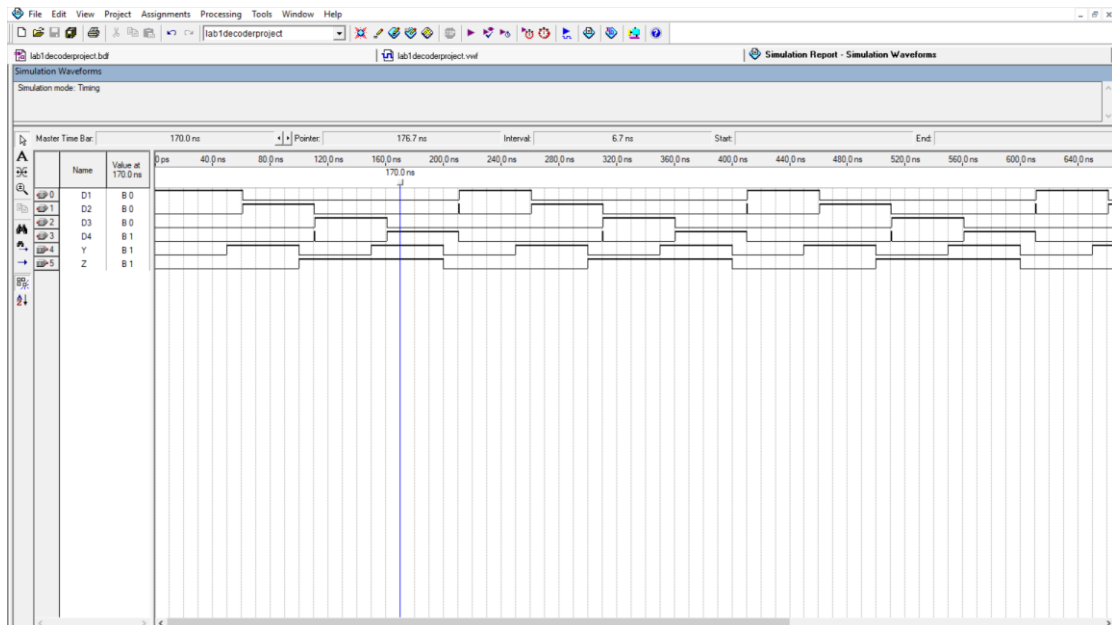 File Edit View Project Assignments Processing Tools Window Help
lab1decoderproject
lab1decoderproject.bdf lab1decoderproject.vwf Simulation Report - Simulation Waveforms
Simulation Waveforms
Simulation mode: Timing
Master Time Bar: 170.0 ns Pointer: 176.7 ns Interval: 6.7 ns Start: End:
Name Value at 170.0 ns 0 ps 40.0 ns 80.0 ns 120.0 ns 160.0 ns 200.0 ns 240.0 ns 280.0 ns 320.0 ns 360.0 ns 400.0 ns 440.0 ns 480.0 ns 520.0 ns 560.0 ns 600.0 ns 640.0 ns
170.0 ns
0 D1 B 0
1 D2 B 0
2 D3 B 0
3 D4 B 1
4 Y B 1
5 Z B 1